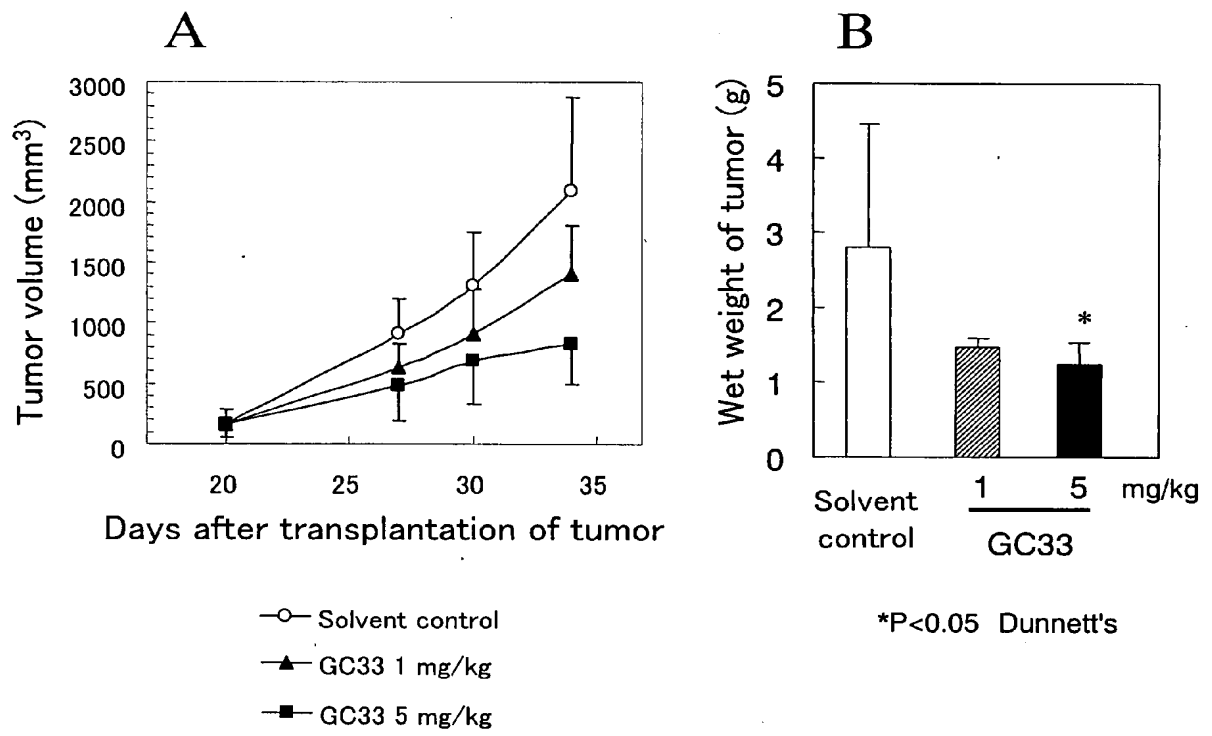 A
Tumor volume (mm³)
3000
2500
2000
1500
1000
500
0
20 25 30 35
Days after transplantation of tumor
Solvent control
GC33 1 mg/kg
GC33 5 mg/kg
B
Wet weight of tumor (g)
5
4
3
2
1
0
*
Solvent
control
1 5 mg/kg
GC33
*P<0.05 Dunnett's